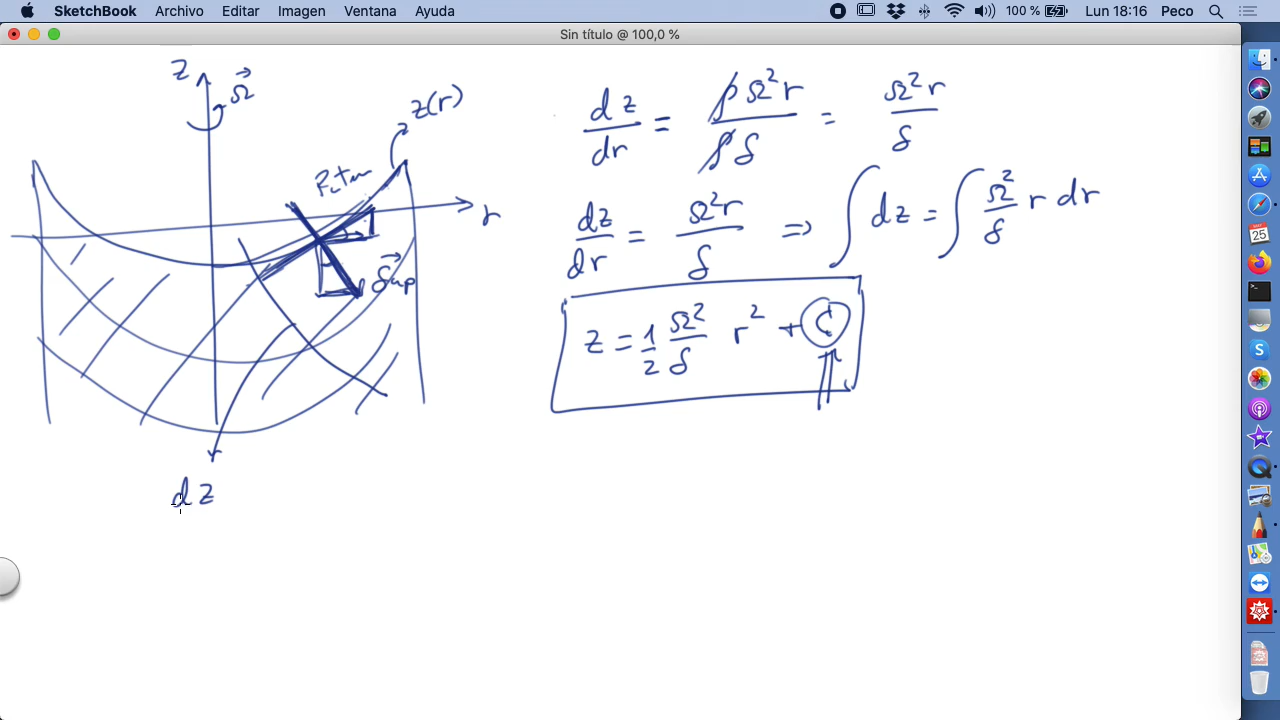 SketchBook Archivo Editar Imagen Ventana Ayuda 100 % Lun 18:16 Peco
Sin título @ 100,0 %
z
Ω
z(r)
r
dz
dz/dr = ρΩ²r/ρg = Ω²r/g
dz/dr = Ω²r/g ⇒ ∫dz = ∫Ω²/g r dr
z = 1/2 Ω²/g r² + C